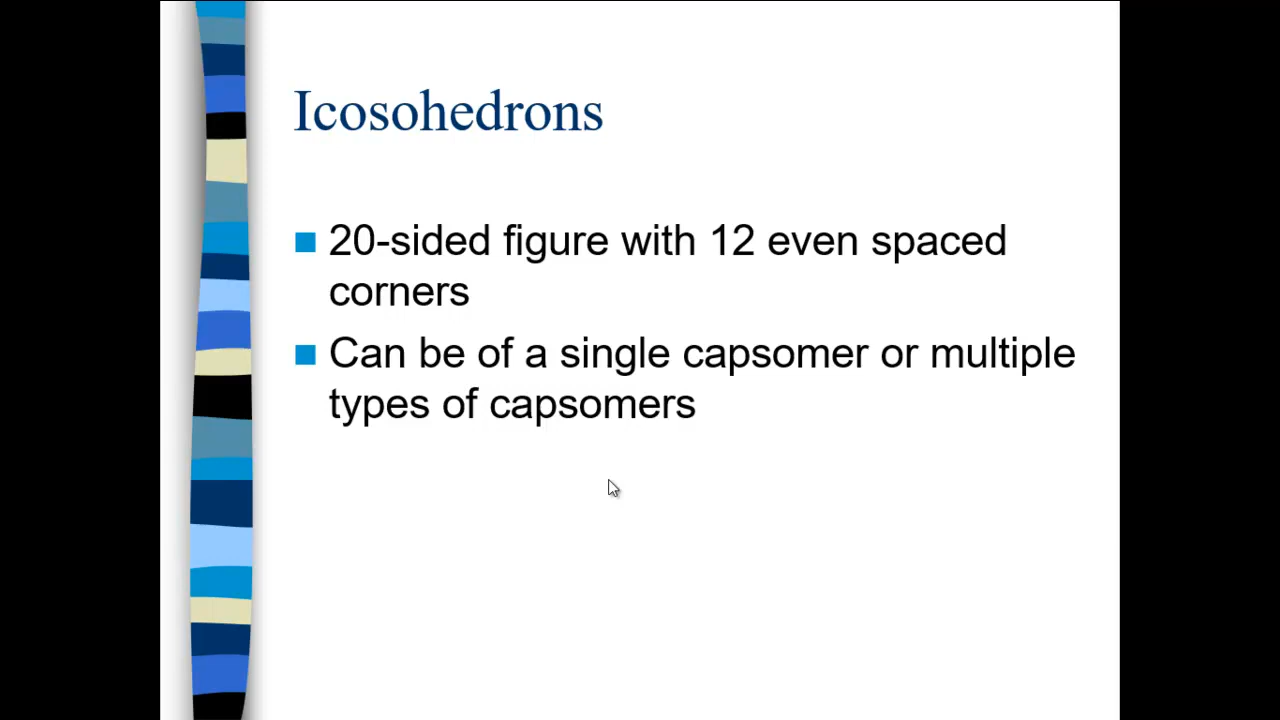 Icosohedrons
20-sided figure with 12 even spaced
corners
Can be of a single capsomer or multiple
types of capsomers